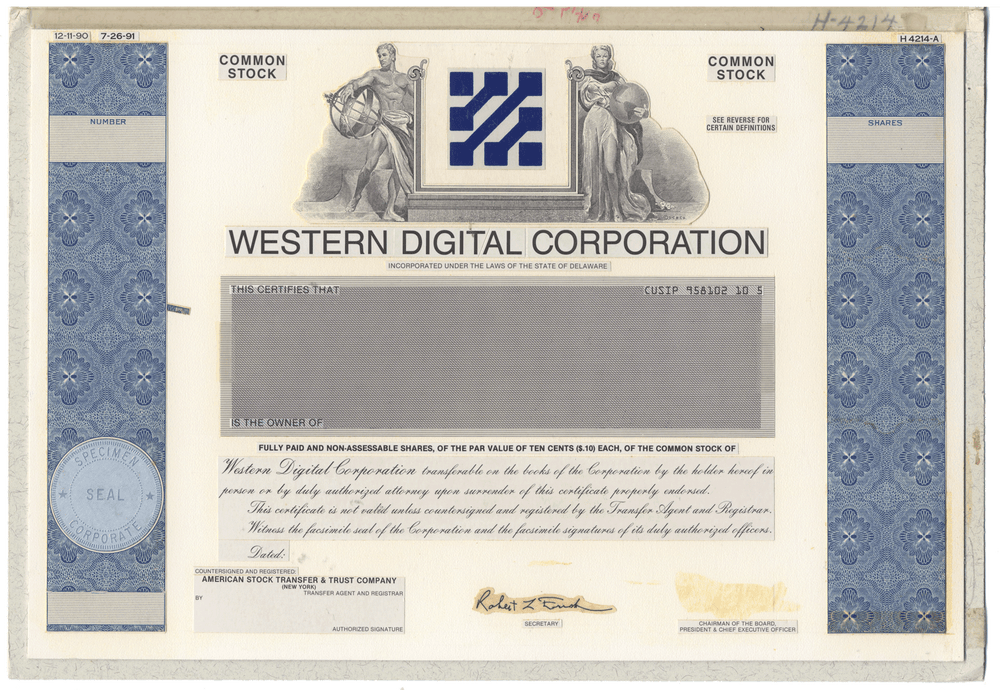 H-4214
12-11-90 7-26-91
H 4214-A
COMMON STOCK
COMMON STOCK
SEE REVERSE FOR
CERTAIN DEFINITIONS
NUMBER
SHARES
WESTERN DIGITAL CORPORATION
INCORPORATED UNDER THE LAWS OF THE STATE OF DELAWARE
THIS CERTIFIES THAT
CUSIP 958102 10 5
IS THE OWNER OF
FULLY PAID AND NON-ASSESSABLE SHARES, OF THE PAR VALUE OF TEN CENTS ($.10) EACH, OF THE COMMON STOCK OF
Western Digital Corporation transferable on the books of the Corporation by the holder hereof in
person or by duly authorized attorney upon surrender of this certificate properly endorsed.
This certificate is not valid unless countersigned and registered by the Transfer Agent and Registrar.
Witness the facsimile seal of the Corporation and the facsimile signatures of its duly authorized officers.
Dated:
SPECIMEN
SEAL
CORPORATE
COUNTERSIGNED AND REGISTERED:
AMERICAN STOCK TRANSFER & TRUST COMPANY
(NEW YORK)
TRANSFER AGENT AND REGISTRAR
BY
AUTHORIZED SIGNATURE
Robert L Erickson
SECRETARY
CHAIRMAN OF THE BOARD,
PRESIDENT & CHIEF EXECUTIVE OFFICER